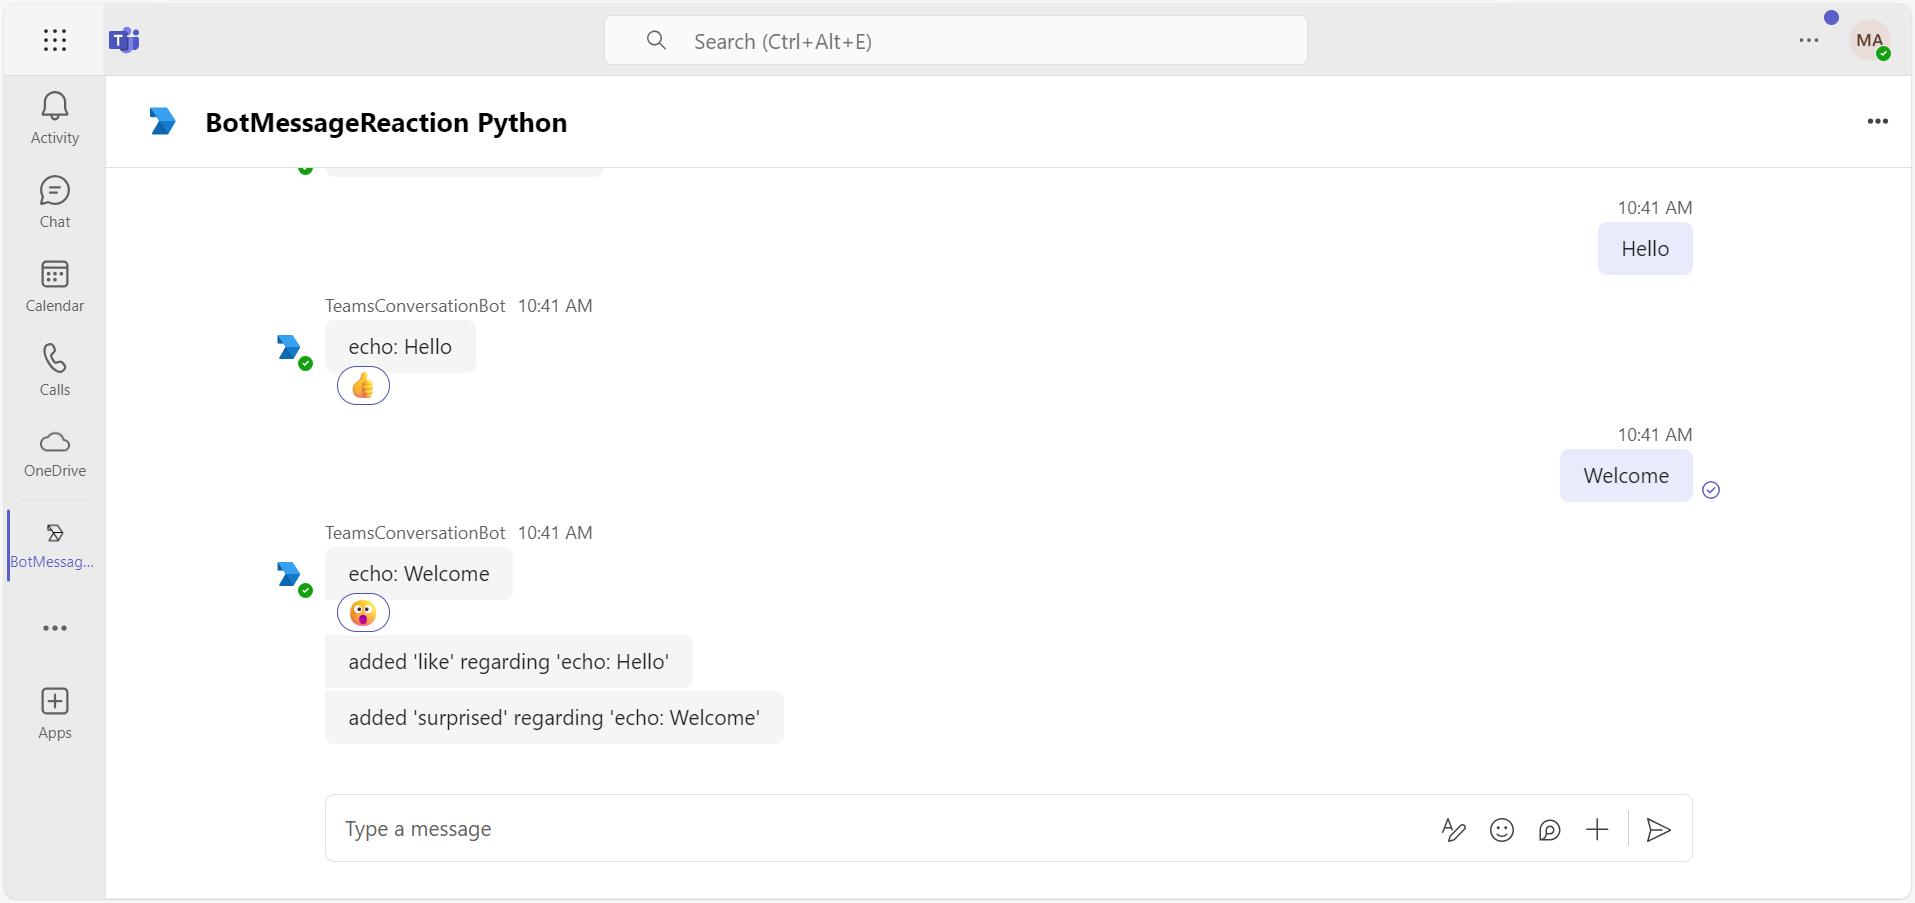 Search (Ctrl+Alt+E)
MA
Activity
Chat
Calendar
Calls
OneDrive
BotMessag...
Apps
BotMessageReaction Python
10:41 AM
Hello
TeamsConversationBot 10:41 AM
echo: Hello
10:41 AM
Welcome
TeamsConversationBot 10:41 AM
echo: Welcome
added 'like' regarding 'echo: Hello'
added 'surprised' regarding 'echo: Welcome'
Type a message